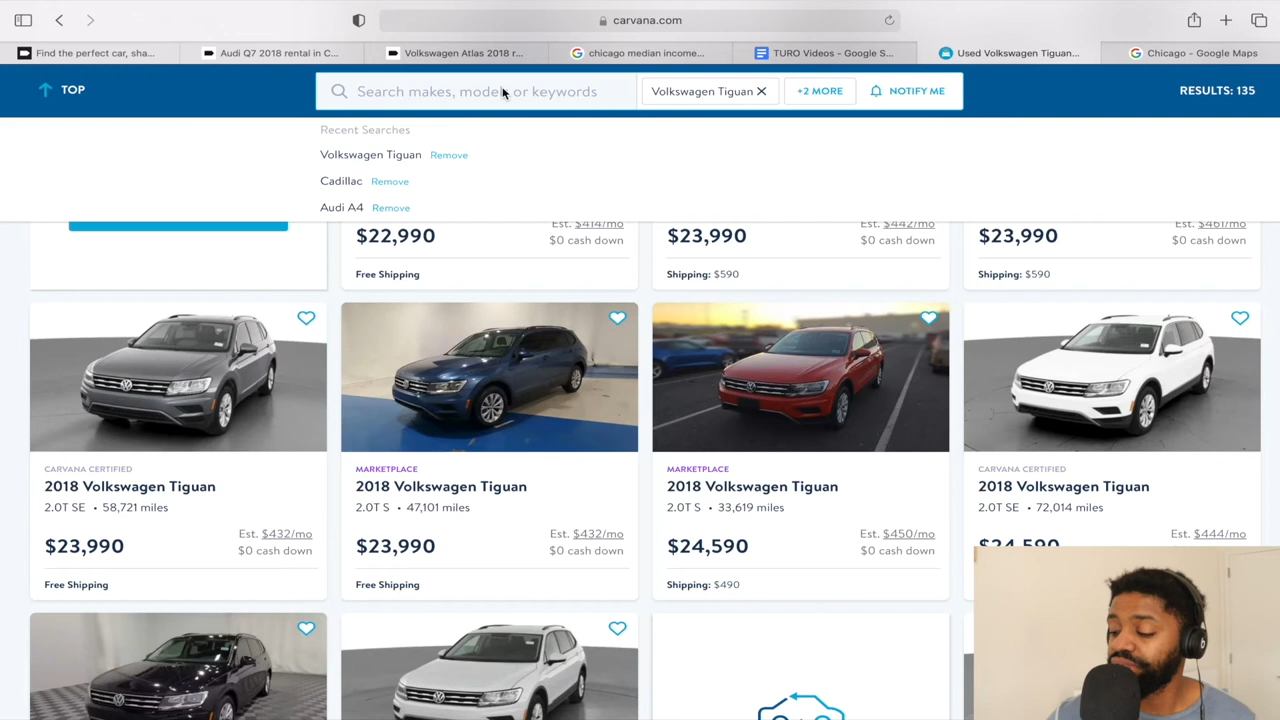 carvana.com
Find the perfect car, sha...
Audi Q7 2018 rental in C...
Volkswagen Atlas 2018 r...
chicago median income...
TURO Videos - Google S...
Used Volkswagen Tiguan...
Chicago - Google Maps
TOP
Search makes, models, or keywords
Volkswagen Tiguan
+2 MORE
NOTIFY ME
RESULTS: 135
Recent Searches
Volkswagen Tiguan Remove
Cadillac Remove
Audi A4 Remove
$22,990
Est. $414/mo
$0 cash down
Free Shipping
$23,990
Est. $442/mo
$0 cash down
Shipping: $590
$23,990
Est. $461/mo
$0 cash down
Shipping: $590
CARVANA CERTIFIED
2018 Volkswagen Tiguan
2.0T SE • 58,721 miles
$23,990
Est. $432/mo
$0 cash down
Free Shipping
MARKETPLACE
2018 Volkswagen Tiguan
2.0T S • 47,101 miles
$23,990
Est. $432/mo
$0 cash down
Free Shipping
MARKETPLACE
2018 Volkswagen Tiguan
2.0T S • 33,619 miles
$24,590
Est. $450/mo
$0 cash down
Shipping: $490
CARVANA CERTIFIED
2018 Volkswagen Tiguan
2.0T SE • 72,014 miles
$24,590
Est. $444/mo